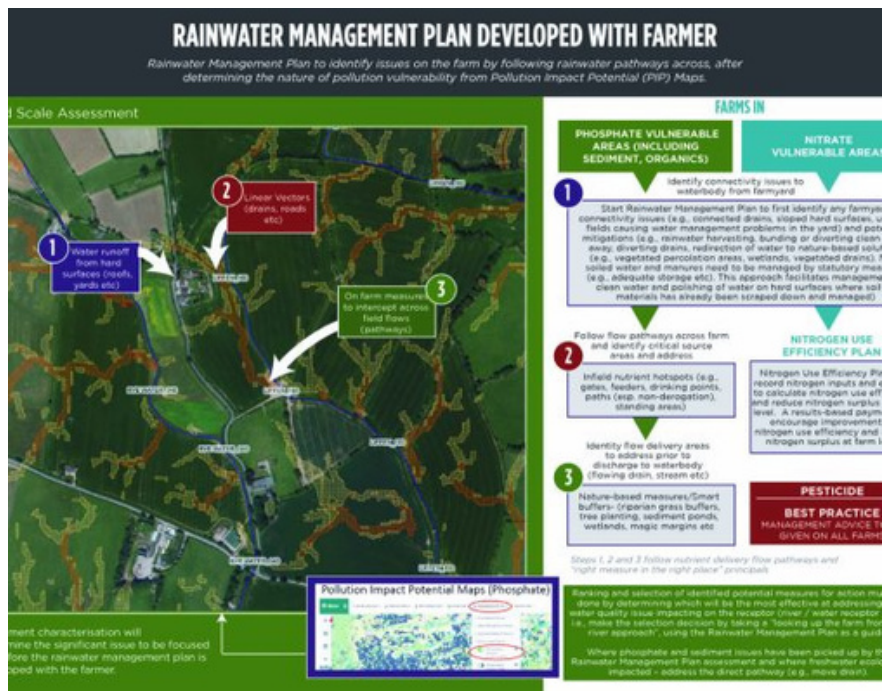 RAINWATER MANAGEMENT PLAN DEVELOPED WITH FARMER
Rainwater Management Plan to identify issues on the farm by following rainwater pathways across, after
determining the nature of pollution vulnerability from Pollution Impact Potential (PIP) Maps.
Scale Assessment
2
Linear Vectors
(drains, roads
etc)
1
Water runoff
from hard
surfaces (roofs,
yards etc)
3
On farm measures
to intercept across
field flows
(pathways)
Pollution Impact Potential Maps (Phosphate)
ment characterisation will
mine the significant issue to be focused
fore the rainwater management plan is
oped with the farmer.
FARMS IN
PHOSPHATE VULNERABLE
AREAS (INCLUDING
SEDIMENT, ORGANICS)
NITRATE
VULNERABLE AREAS
Identify connectivity issues to
waterbody from farmyard
1
Start Rainwater Management Plan to first identify any farmya
connectivity issues (e.g., connected drains, sloped hard surfaces, u
fields causing water management problems in the yard) and pote
mitigations (e.g., rainwater harvesting, bunding or diverting clean
away, diverting drains, redirection of water to nature-based solut
(e.g., vegetated percolation areas, wetlands, vegetated drains).
soiled water and manures need to be managed by statutory meas
(e.g., adequate storage etc). This approach facilitates management
clean water and polishing of water on hard surfaces where soil
materials has already been scraped down and managed)
Follow flow pathways across farm
and identify critical source
areas and address
2
Infield nutrient hotspots (e.g.,
gates, feeders, drinking points,
paths (esp. non-derogation),
standing areas)
Identify flow delivery areas
to address prior to
discharge to waterbody
(flowing drain, stream etc)
3
Nature-based measures/Smart
buffers- (riparian grass buffers,
tree planting, sediment ponds,
wetlands, magic margins etc
NITROGEN USE
EFFICIENCY PLAN
Nitrogen Use Efficiency Pla
record nitrogen inputs and e
to calculate nitrogen use eff
and reduce nitrogen surplus
level. A results-based paym
encourage improvement
nitrogen use efficiency and
nitrogen surplus at farm l
PESTICIDE
BEST PRACTICE
MANAGEMENT ADVICE T
GIVEN ON ALL FARMS
Steps 1, 2 and 3 follow nutrient delivery flow pathways and
"right measure in the right place" principals
Ranking and selection of identified potential measures for action mu
done by determining which will be the most effective at addressing
water quality issue impacting on the receptor (river / water receptor
i.e., make the selection decision by taking a "looking up the farm from
river approach", using the Rainwater Management Plan as a guid
Where phosphate and sediment issues have been picked up by th
Rainwater Management Plan assessment and where freshwater ecolo
impacted - address the direct pathway (e.g., move drain).